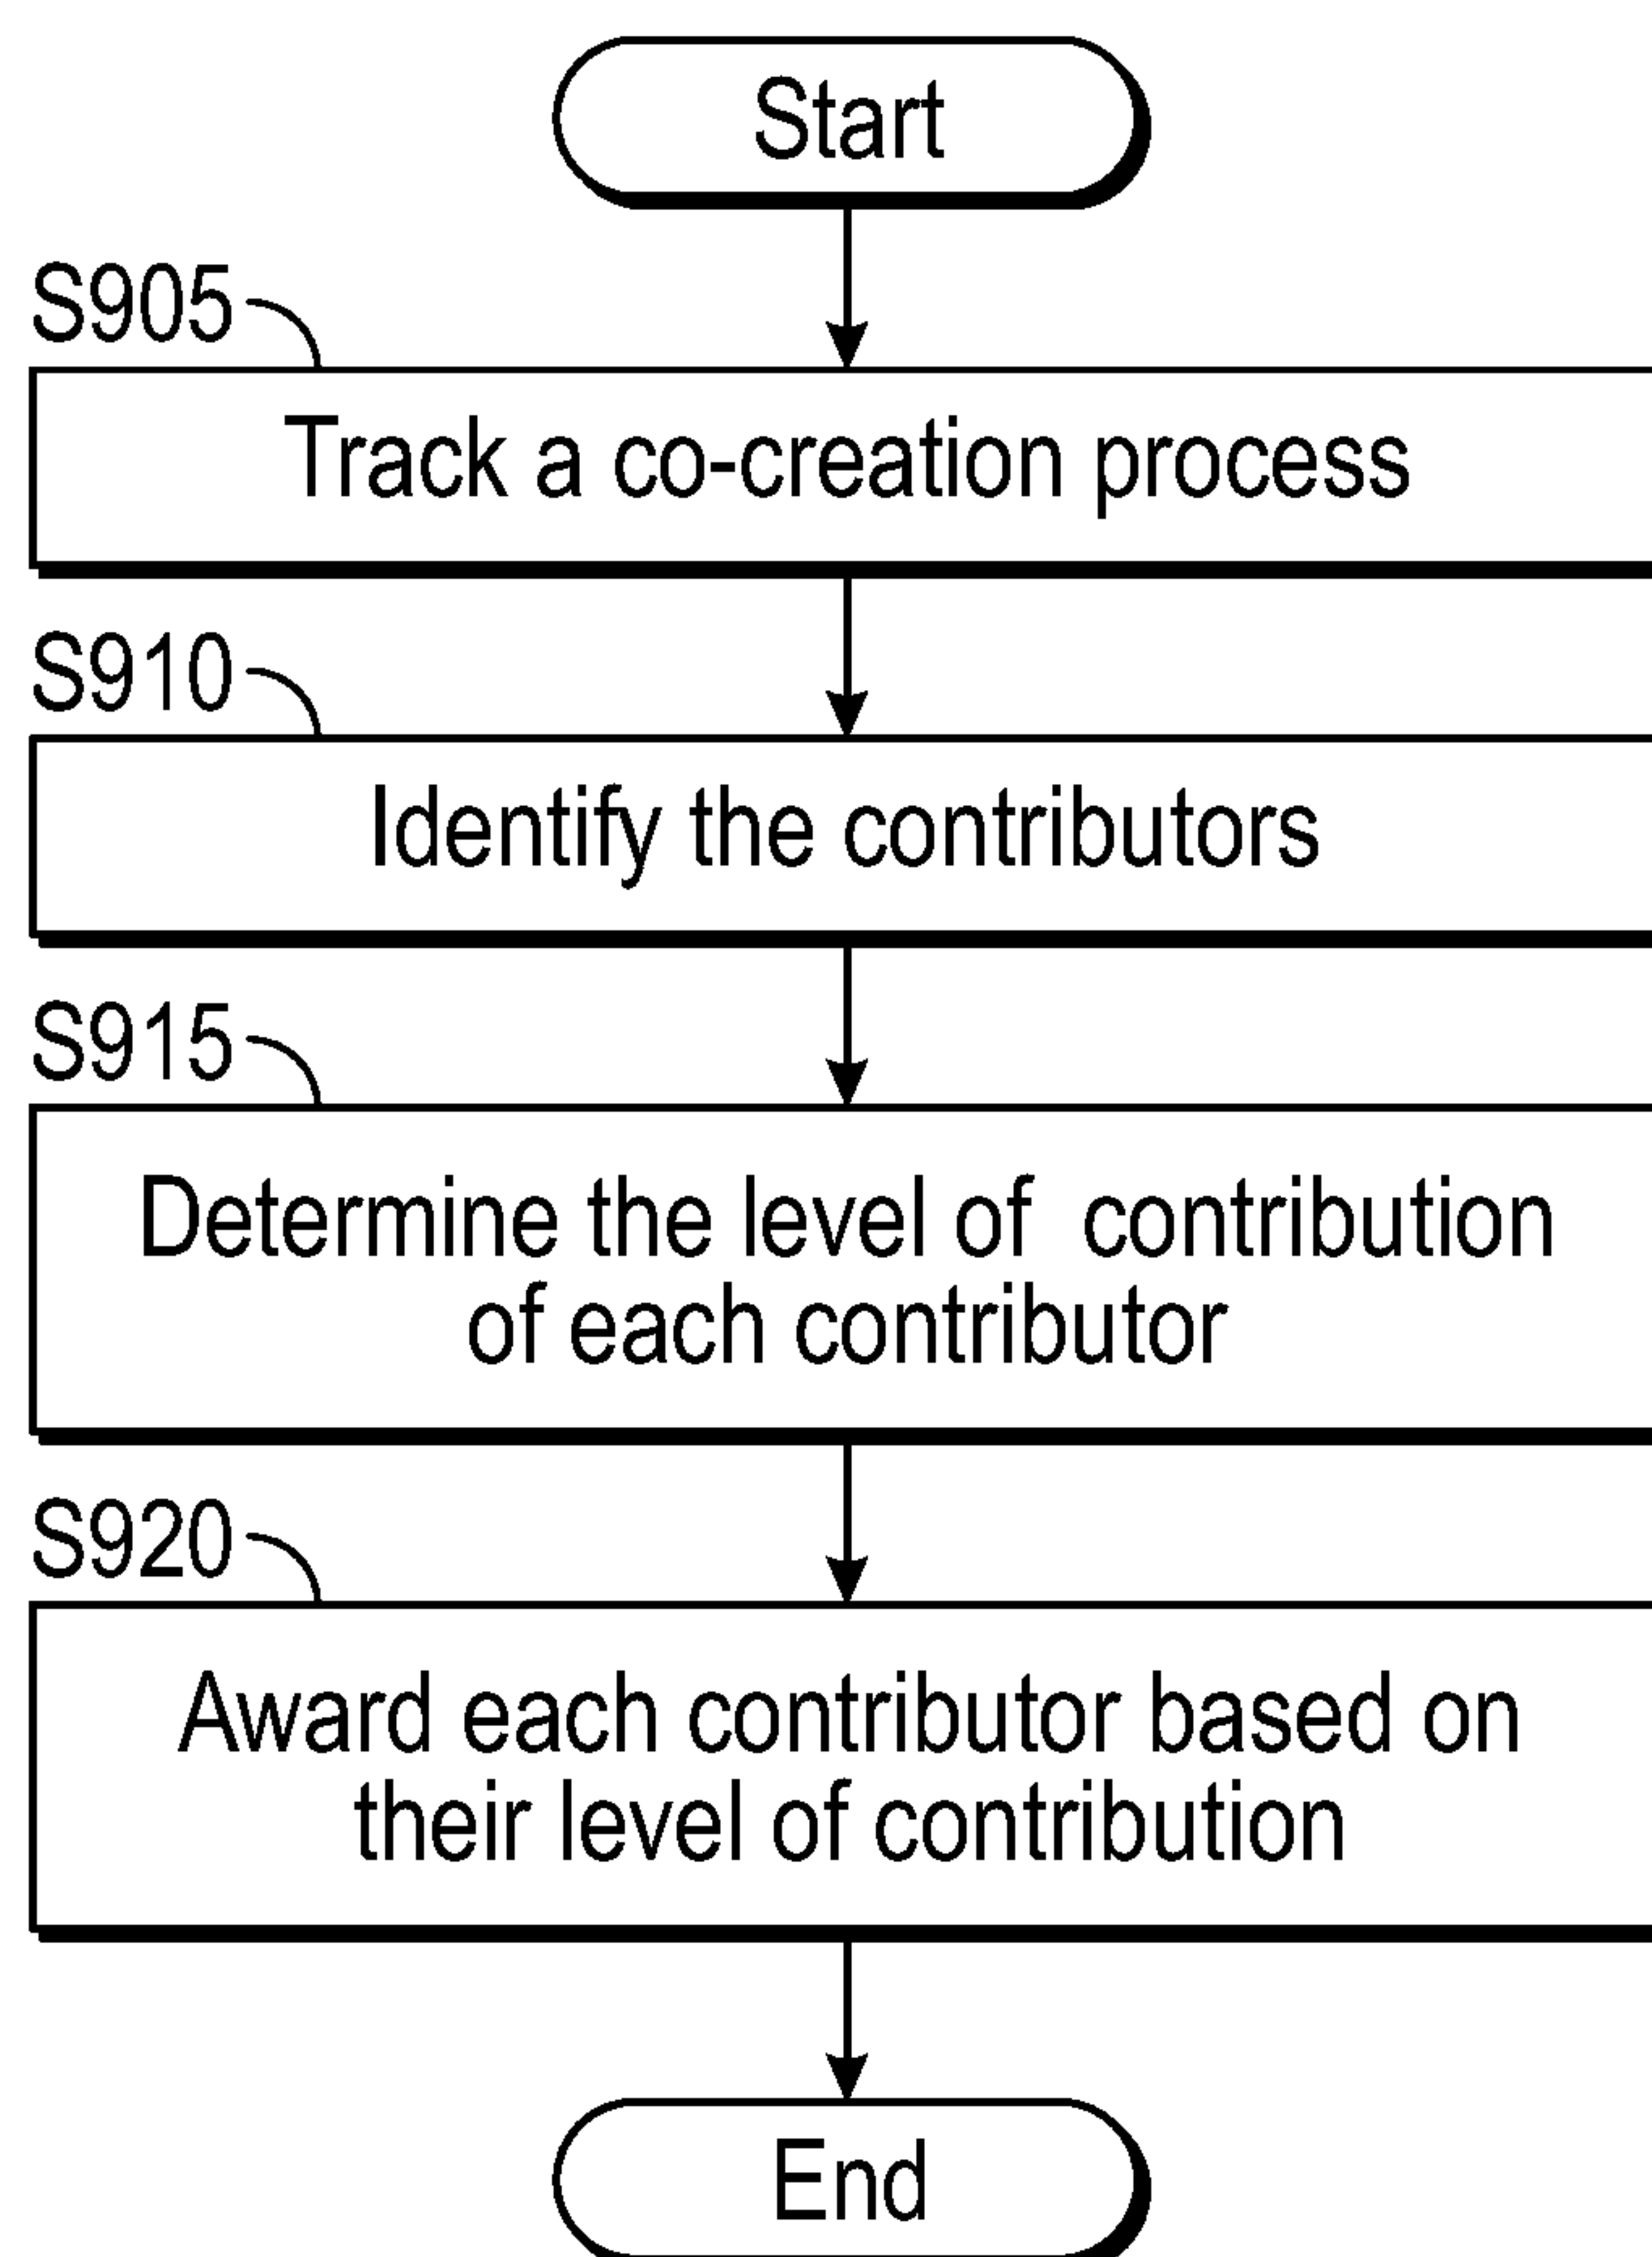 Start
S905
Track a co-creation process
S910
Identify the contributors
S915
Determine the level of contribution
of each contributor
S920
Award each contributor based on
their level of contribution
End